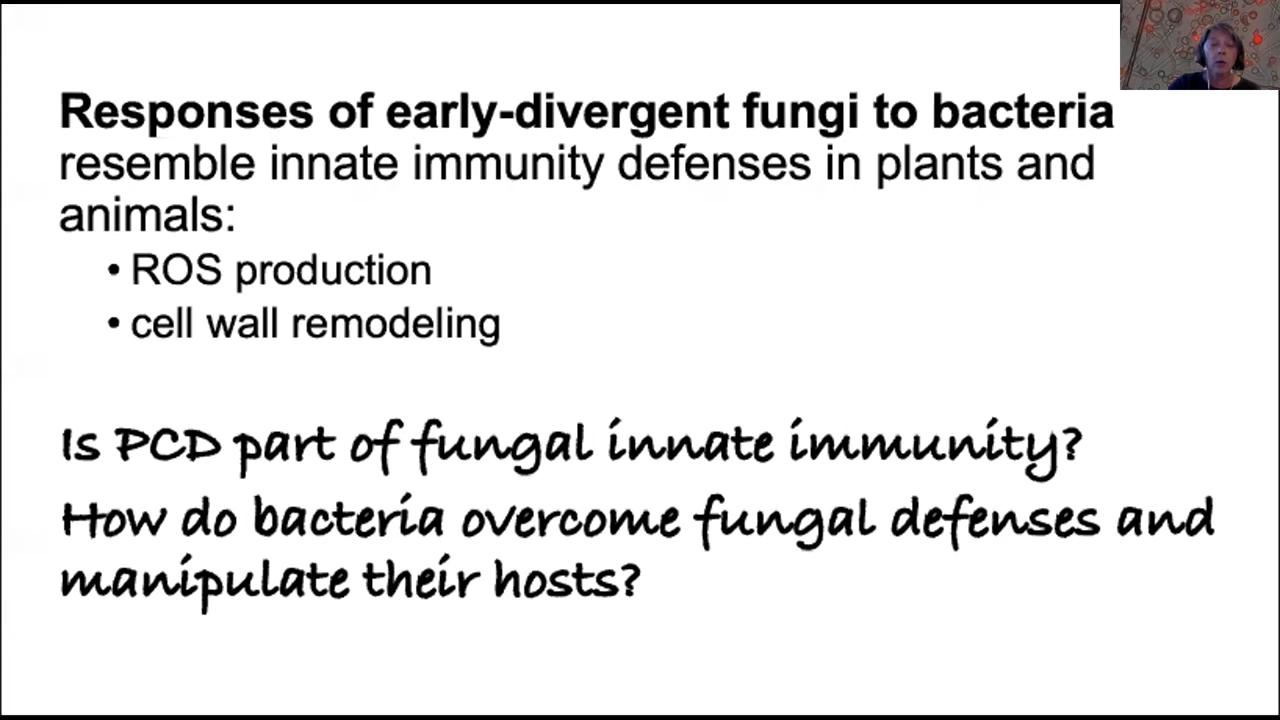 Responses of early-divergent fungi to bacteria
resemble innate immunity defenses in plants and
animals:
• ROS production
• cell wall remodeling
Is PCD part of fungal innate immunity?
How do bacteria overcome fungal defenses and
manipulate their hosts?